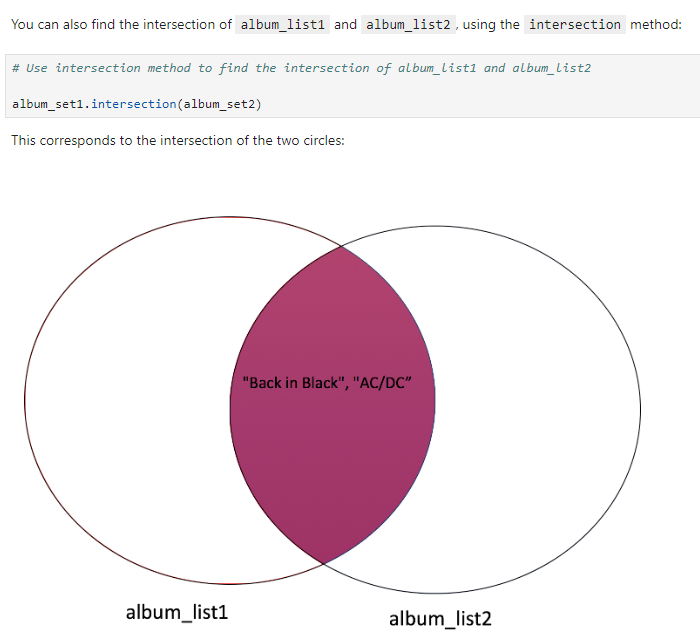 You can also find the intersection of album_list1 and album_list2 , using the intersection method:
# Use intersection method to find the intersection of album_list1 and album_list2
album_set1.intersection(album_set2)
This corresponds to the intersection of the two circles:
"Back in Black", "AC/DC”
album_list1
album_list2